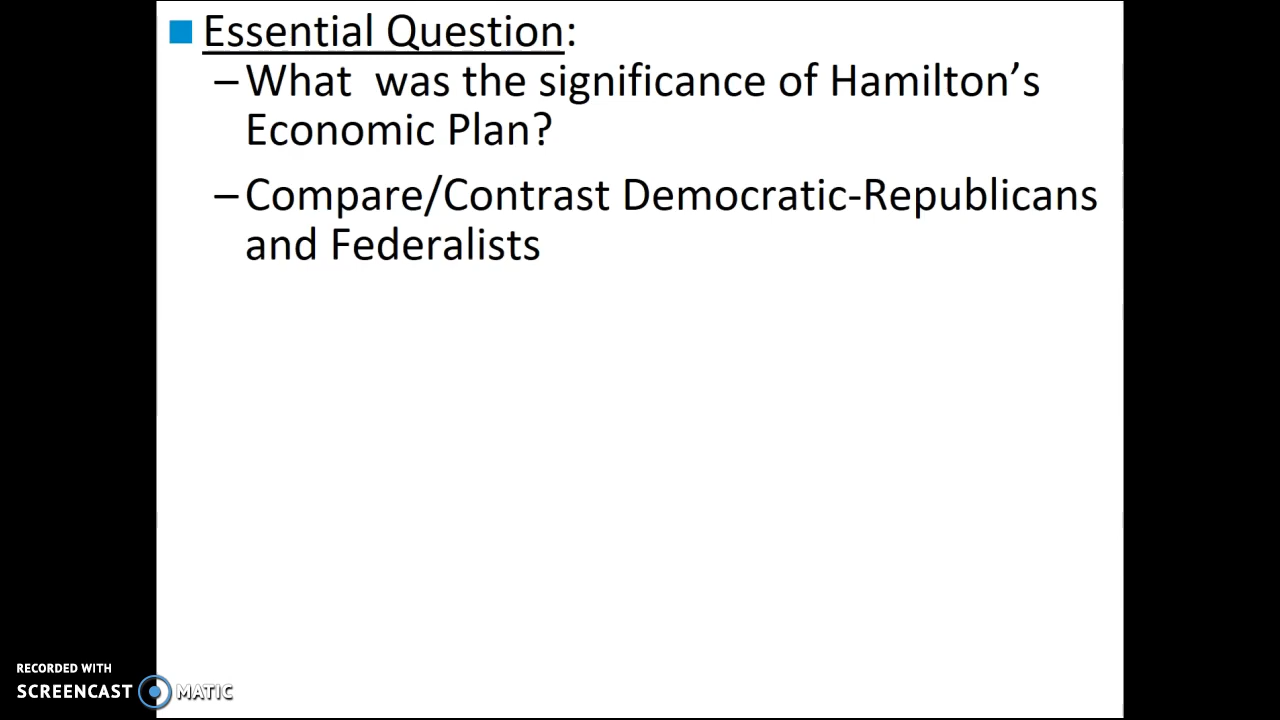 Essential Question:
–What  was the significance of Hamilton’s
Economic Plan?
–Compare/Contrast Democratic-Republicans
and Federalists
RECORDED WITH
SCREENCAST MATIC